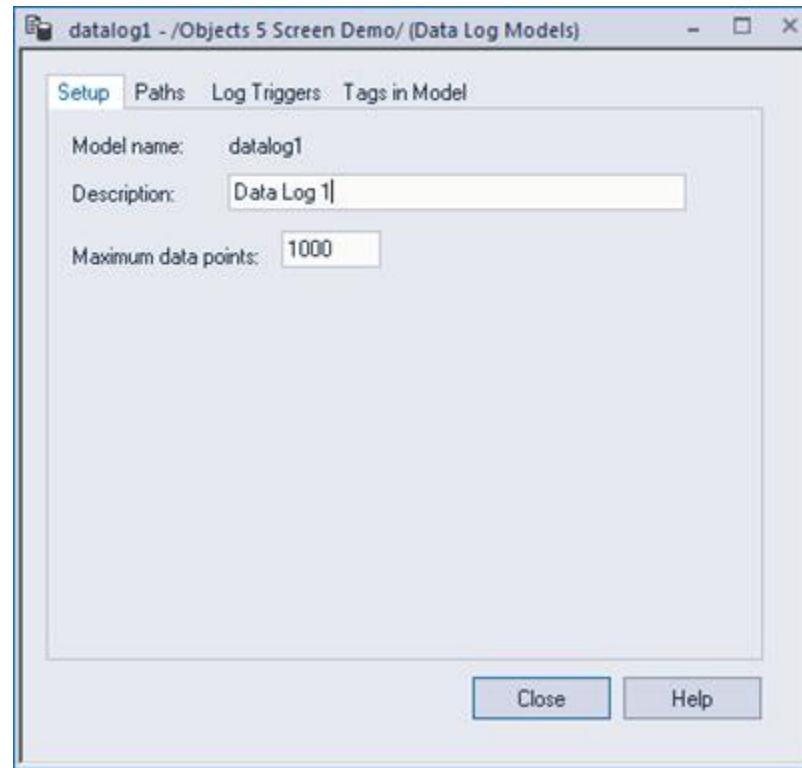 datalog1 - /Objects 5 Screen Demo/ (Data Log Models)
Setup Paths Log Triggers Tags in Model
Model name: datalog1
Description: Data Log 1
Maximum data points: 1000
Close Help